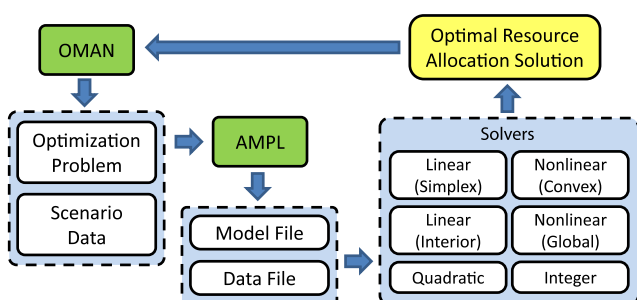 OMAN
Optimal Resource
Allocation Solution
Optimization
Problem
Scenario
Data
AMPL
Model File
Data File
Solvers
Linear
(Simplex)
Nonlinear
(Convex)
Linear
(Interior)
Nonlinear
(Global)
Quadratic
Integer